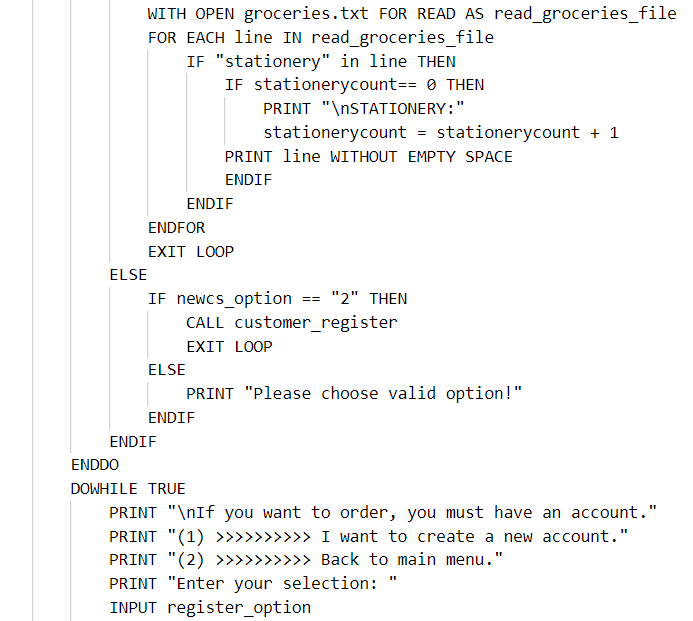 WITH OPEN groceries.txt FOR READ AS read_groceries_file
FOR EACH line IN read_groceries_file
IF "stationery" in line THEN
IF stationerycount== 0 THEN
PRINT "\nSTATIONERY:"
stationerycount = stationerycount + 1
PRINT line WITHOUT EMPTY SPACE
ENDIF
ENDIF
ENDFOR
EXIT LOOP
ELSE
IF newcs_option == "2" THEN
CALL customer_register
EXIT LOOP
ELSE
PRINT "Please choose valid option!"
ENDIF
ENDIF
ENDDO
DOWHILE TRUE
PRINT "\nIf you want to order, you must have an account."
PRINT "(1) >>>>>>>>>> I want to create a new account."
PRINT "(2) >>>>>>>>>> Back to main menu."
PRINT "Enter your selection: "
INPUT register_option